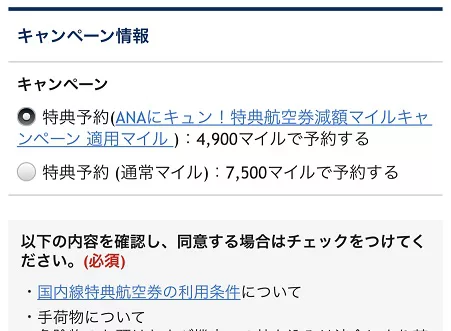 キャンペーン情報
キャンペーン
特典予約(ANAにキュン！特典航空券減額マイルキャ
ンペーン 適用マイル )：4,900マイルで予約する
特典予約 (通常マイル)：7,500マイルで予約する
以下の内容を確認し、同意する場合はチェックをつけてく
ださい。(必須)
・国内線特典航空券の利用条件について
・手荷物について